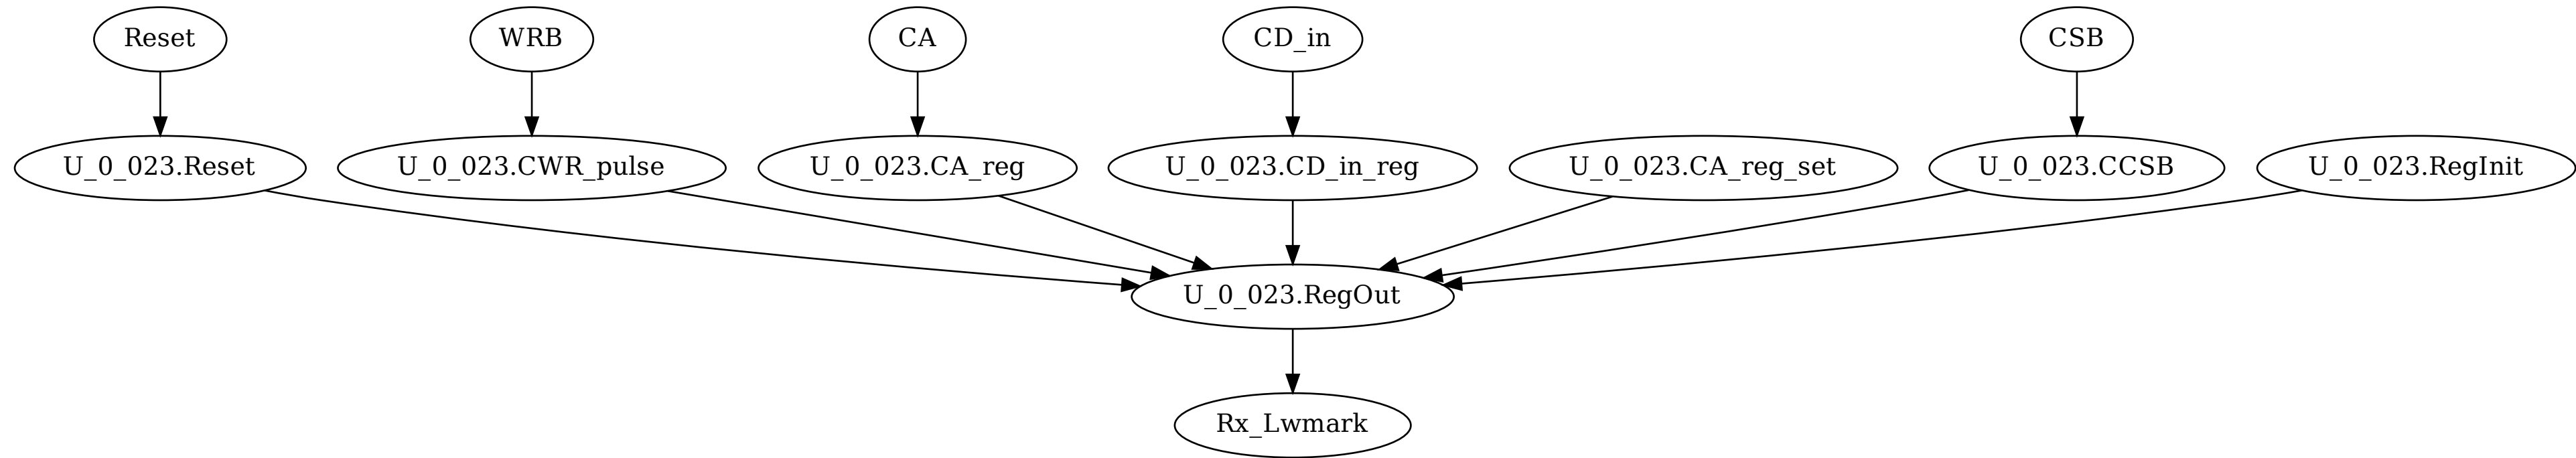 Reset
WRB
CA
CD_in
CSB
U_0_023.Reset
U_0_023.CWR_pulse
U_0_023.CA_reg
U_0_023.CD_in_reg
U_0_023.CA_reg_set
U_0_023.CCSB
U_0_023.RegInit
U_0_023.RegOut
Rx_Lwmark